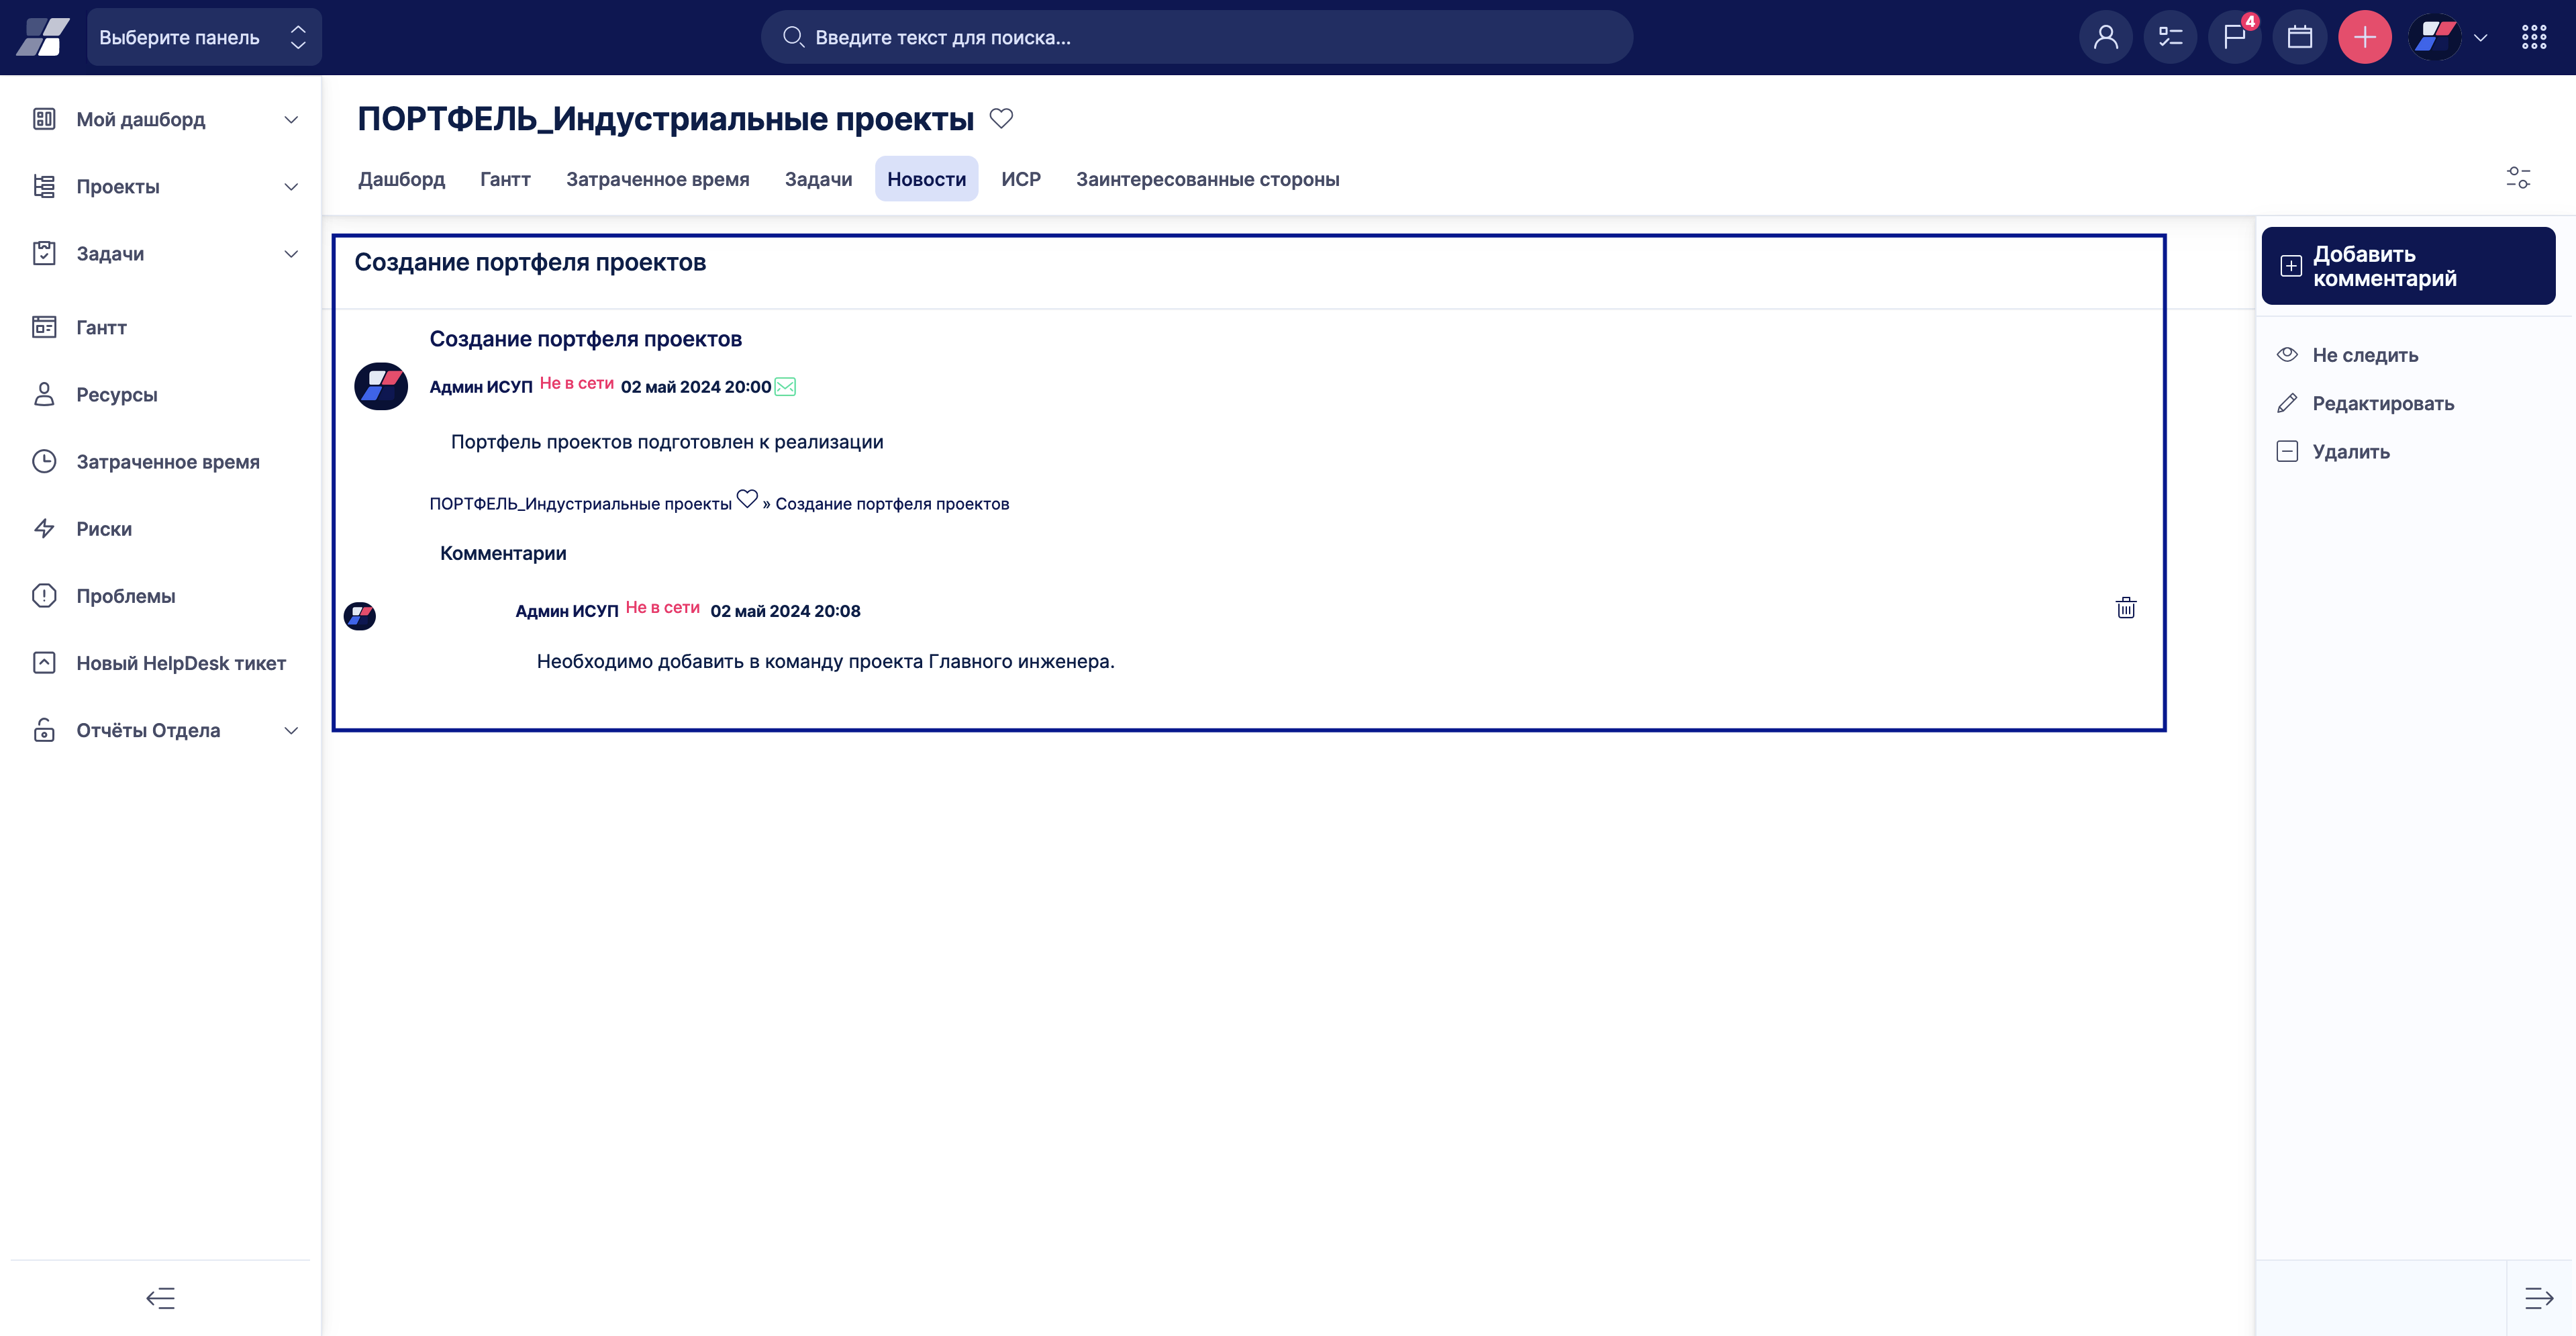 Выберите панель
Введите текст для поиска...
4
Мой дашборд
Проекты
Задачи
Гантт
Ресурсы
Затраченное время
Риски
Проблемы
Новый HelpDesk тикет
Отчёты Отдела
ПОРТФЕЛЬ_Индустриальные проекты
Дашборд Гантт Затраченное время Задачи Новости ИСР Заинтересованные стороны
Создание портфеля проектов
Создание портфеля проектов
Админ ИСУП Не в сети 02 май 2024 20:00
Портфель проектов подготовлен к реализации
ПОРТФЕЛЬ_Индустриальные проекты » Создание портфеля проектов
Комментарии
Админ ИСУП Не в сети 02 май 2024 20:08
Необходимо добавить в команду проекта Главного инженера.
Добавить
комментарий
Не следить
Редактировать
Удалить